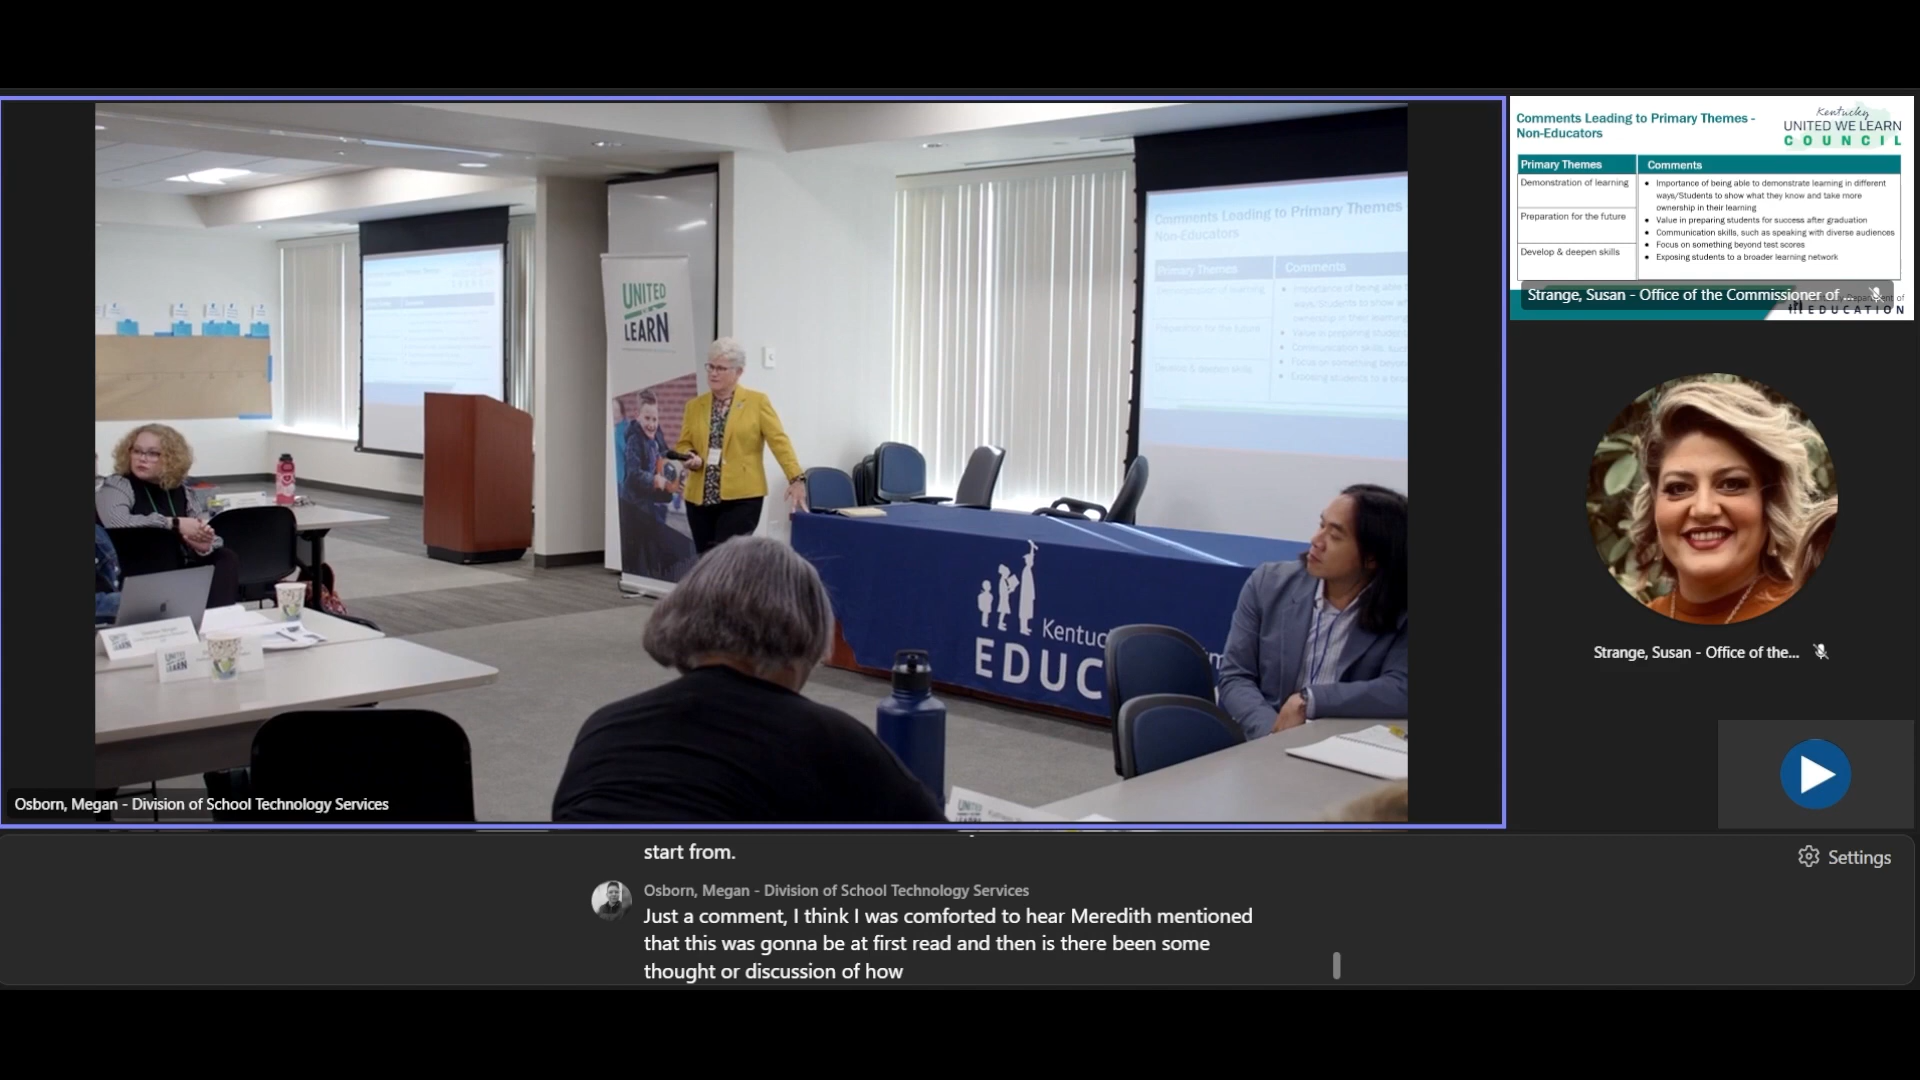 Comments Leading to Primary Themes -
Non-Educators
Kentucky
UNITED WE LEARN
COUNCIL
Primary Themes
Comments
Demonstration of learning
Preparation for the future
Develop & deepen skills
• Importance of being able to demonstrate learning in different
ways/Students to show what they know and take more
ownership in their learning
• Value in preparing students for success after graduation
• Communication skills, such as speaking with diverse audiences
• Focus on something beyond test scores
• Exposing students to a broader learning network
Strange, Susan - Office of the Commissioner of ...
EDUCATION
Comments Leading to Primary Themes -
Non-Educators
Primary Themes
Comments
UNITED
WE
LEARN
Kentuc
EDUC
Strange, Susan - Office of the...
Osborn, Megan - Division of School Technology Services
start from.
Settings
Osborn, Megan - Division of School Technology Services
Just a comment, I think I was comforted to hear Meredith mentioned
that this was gonna be at first read and then is there been some
thought or discussion of how